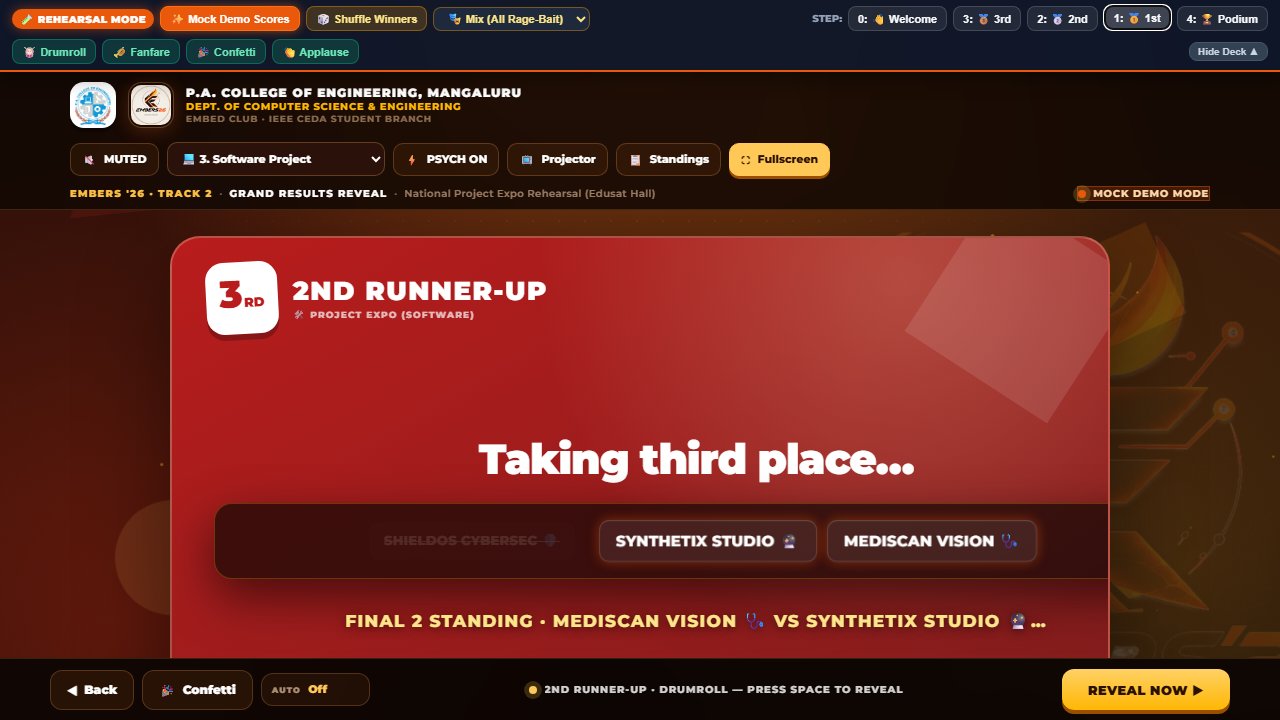 REHEARSAL MODE
Mock Demo Scores
Shuffle Winners
Mix (All Rage-Bait)
STEP:
0: Welcome
3: 3rd
2: 2nd
1: 1st
4: Podium
Drumroll
Fanfare
Confetti
Applause
Hide Deck ▲
P.A. COLLEGE OF ENGINEERING, MANGALURU
DEPT. OF COMPUTER SCIENCE & ENGINEERING
EMBED CLUB · IEEE CEDA STUDENT BRANCH
MUTED
3. Software Project
PSYCH ON
Projector
Standings
Fullscreen
EMBERS '26 • TRACK 2 · GRAND RESULTS REVEAL · National Project Expo Rehearsal (Edusat Hall)
MOCK DEMO MODE
3RD
2ND RUNNER-UP
PROJECT EXPO (SOFTWARE)
Taking third place...
SHIELDOS CYBERSEC
SYNTHETIX STUDIO
MEDISCAN VISION
FINAL 2 STANDING · MEDISCAN VISION VS SYNTHETIX STUDIO ...
◀ Back
Confetti
AUTO Off
2ND RUNNER-UP · DRUMROLL — PRESS SPACE TO REVEAL
REVEAL NOW ▶